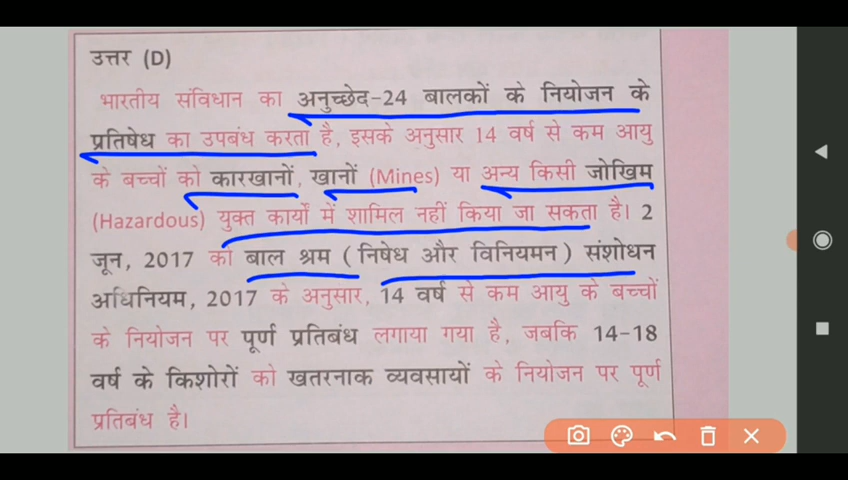 उत्तर (D)
भारतीय संविधान का अनुच्छेद-24 बालकों के नियोजन के
प्रतिषेध का उपबंध करता है, इसके अनुसार 14 वर्ष से कम आयु
के बच्चों को कारखानों, खानों (Mines) या अन्य किसी जोखिम
(Hazardous) युक्त कार्यों में शामिल नहीं किया जा सकता है। 2
जून, 2017 को बाल श्रम (निषेध और विनियमन) संशोधन
अधिनियम, 2017 के अनुसार, 14 वर्ष से कम आयु के बच्चों
के नियोजन पर पूर्ण प्रतिबंध लगाया गया है, जबकि 14-18
वर्ष के किशोरों को खतरनाक व्यवसायों के नियोजन पर पूर्ण
प्रतिबंध है।